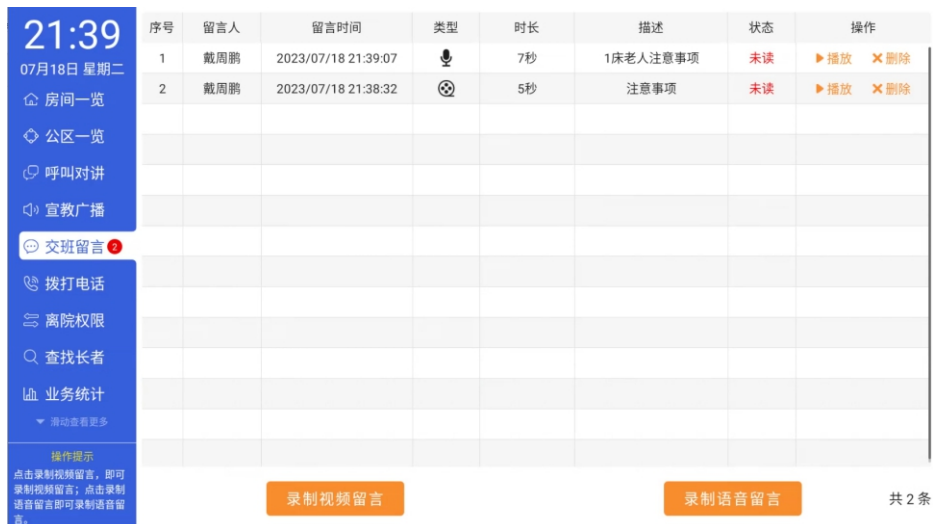 21:39
07月18日 星期二
房间一览
公区一览
呼叫对讲
宣教广播
交班留言 2
拨打电话
离院权限
查找长者
业务统计
滑动查看更多
操作提示
点击录制视频留言，即可
录制视频留言；点击录制
语音留言即可录制语音留
言。
序号 留言人 留言时间 类型 时长 描述 状态 操作
1 戴周鹏 2023/07/18 21:39:07 7秒 1床老人注意事项 未读 播放 删除
2 戴周鹏 2023/07/18 21:38:32 5秒 注意事项 未读 播放 删除
录制视频留言 录制语音留言 共2条